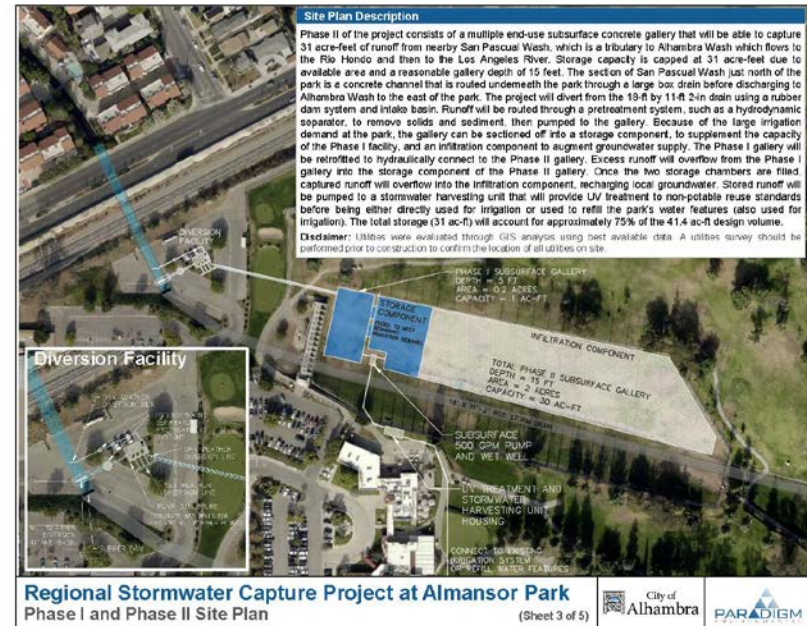 Site Plan Description
Phase II of the project consists of a multiple end-use subsurface concrete gallery that will be able to capture
31 acre-feet of runoff from nearby San Pascual Wash, which is a tributary to Alhambra Wash which flows to
the Rio Hondo and then to the Los Angeles River. Storage capacity is capped at 31 acre-feet due to
available area and a reasonable gallery depth of 15 feet. The section of San Pascual Wash just north of the
park is a concrete channel that is routed underneath the park through a large box drain before discharging to
Alhambra Wash to the east of the park. The project will divert from the 18-ft by 11-ft 2-in drain using a rubber
dam system and intake basin. Runoff will be routed through a pretreatment system, such as a hydrodynamic
separator, to remove solids and sediment, then pumped to the gallery. Because of the large irrigation
demand at the park, the gallery can be sectioned off into a storage component, to supplement the capacity
of the Phase I facility, and an infiltration component to augment groundwater supply. The Phase I gallery will
be retrofitted to hydraulically connect to the Phase II gallery. Excess runoff will overflow from the Phase I
gallery into the storage component of the Phase II gallery. Once the two storage chambers are filled,
captured runoff will overflow into the infiltration component, recharging local groundwater. Stored runoff will
be pumped to a stormwater harvesting unit that will provide UV treatment to non-potable reuse standards
before being either directly used for irrigation or used to refill the park's water features (also used for
irrigation). The total storage (31 ac-ft) will account for approximately 75% of the 41.4 ac-ft design volume.
Disclaimer: Utilities were evaluated through GIS analysis using best available data. A utilities survey should be
performed prior to construction to confirm the location of all utilities on site.
DIVERSION
FACILITY
PHASE I SUBSURFACE GALLERY
DEPTH = 5 FT
AREA = 0.2 ACRES
CAPACITY = 1 AC-FT
STORAGE
COMPONENT
INFILTRATION COMPONENT
TOTAL PHASE II SUBSURFACE GALLERY
DEPTH = 15 FT
AREA = 2 ACRES
CAPACITY = 30 AC-FT
SUBSURFACE
500 GPM PUMP
AND WET WELL
UV TREATMENT AND
STORMWATER
HARVESTING UNIT
HOUSING
CONNECT TO EXISTING
IRRIGATION SYSTEM
OR REFILL WATER FEATURES
Diversion Facility
RUBBER DAM
Regional Stormwater Capture Project at Almansor Park
Phase I and Phase II Site Plan
(Sheet 3 of 5)
City of
Alhambra
PARADIGM
ENVIRONMENTAL